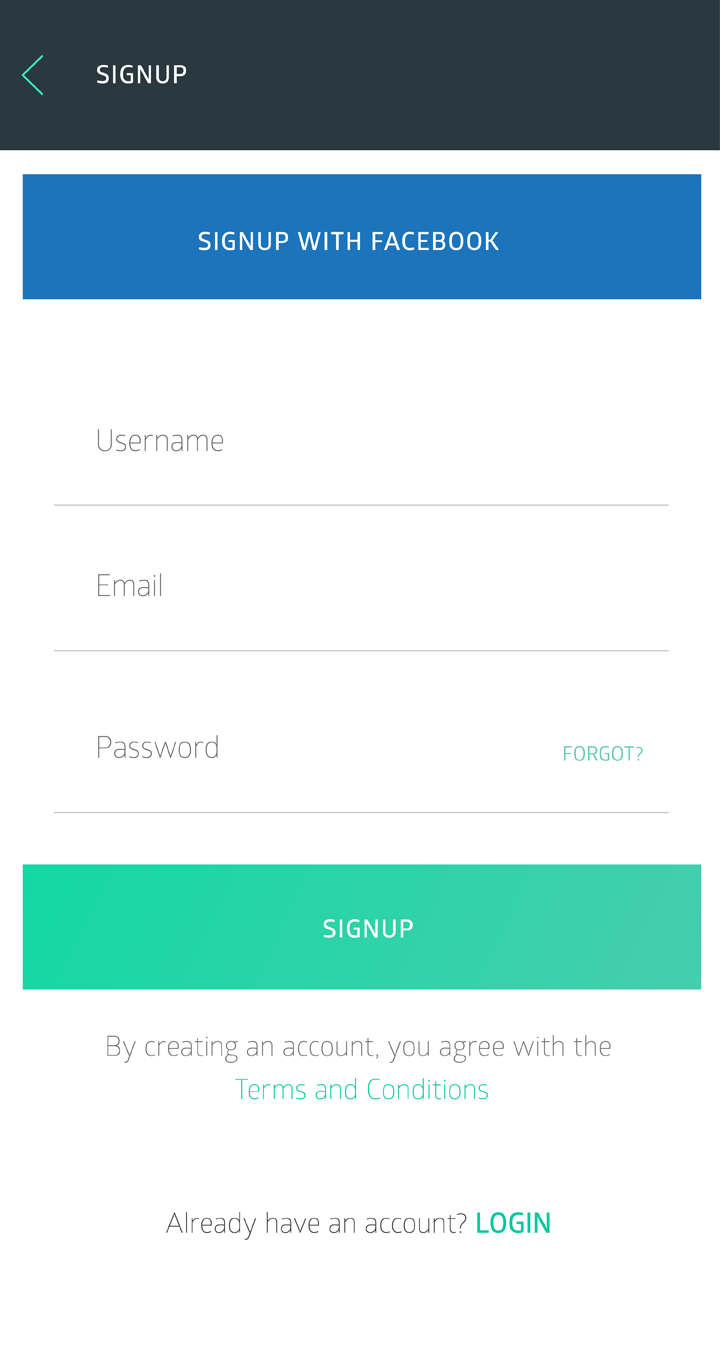 SIGNUP
SIGNUP WITH FACEBOOK
Username
Email
Password
FORGOT?
SIGNUP
By creating an account, you agree with the
Terms and Conditions
Already have an account? LOGIN